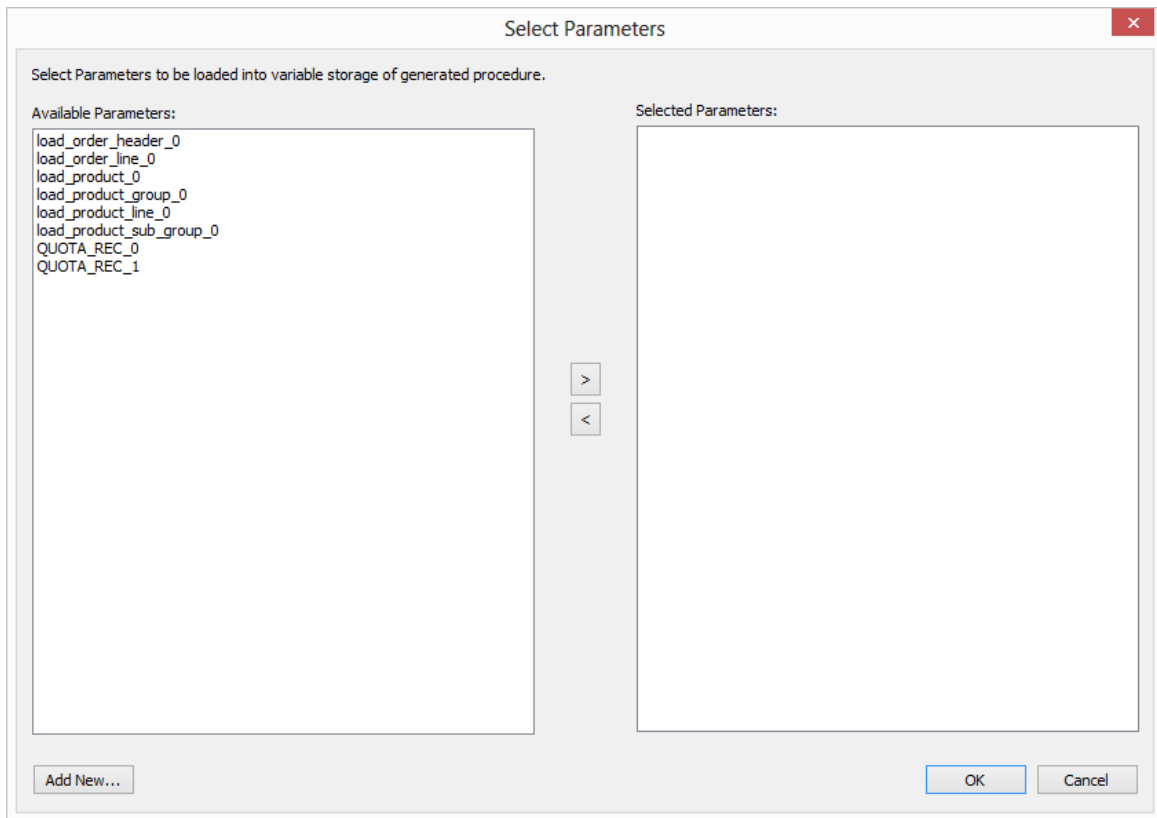 Select Parameters
×
Select Parameters to be loaded into variable storage of generated procedure.
Available Parameters:
load_order_header_0
load_order_line_0
load_product_0
load_product_group_0
load_product_line_0
load_product_sub_group_0
QUOTA_REC_0
QUOTA_REC_1
>
<
Selected Parameters:
Add New...
OK
Cancel